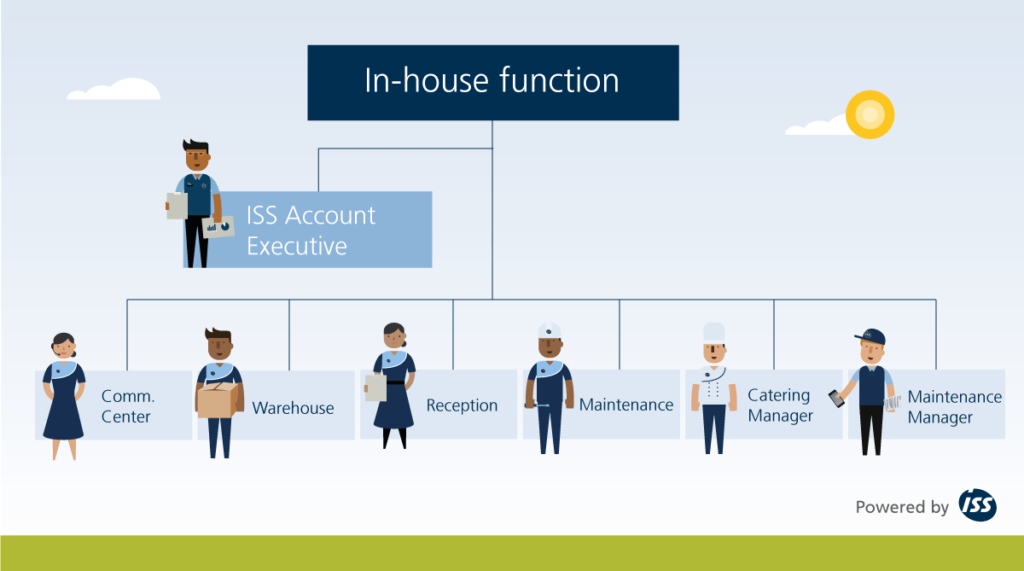 In-house function
ISS Account
Executive
Comm.
Center
Warehouse
Reception
Maintenance
Catering
Manager
Maintenance
Manager
Powered by ISS